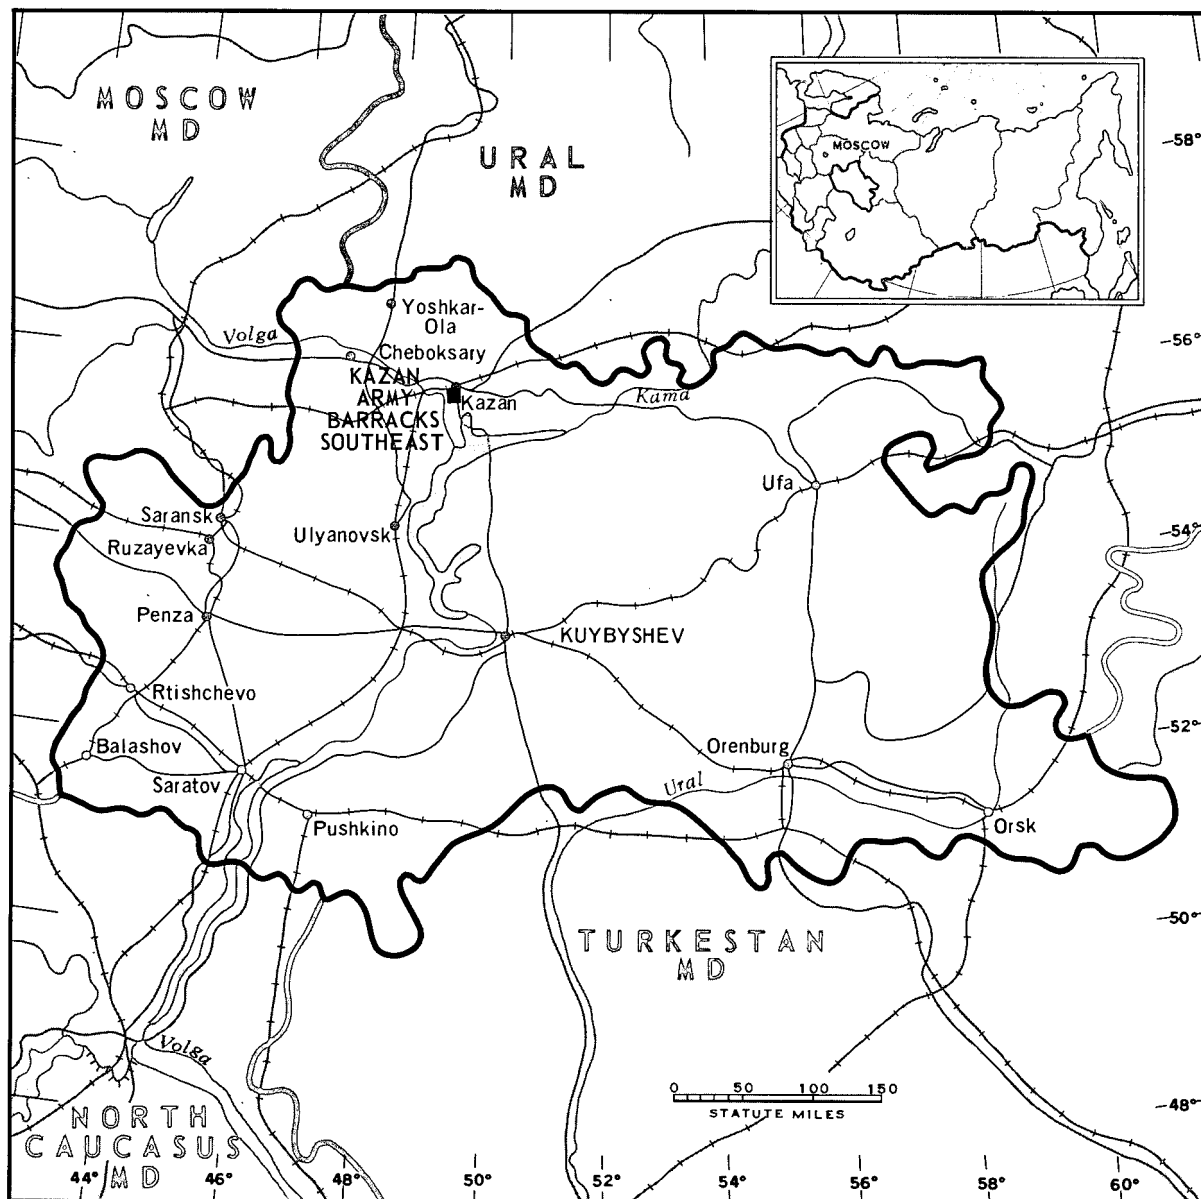 MOSCOW
MD
URAL
MD
MOSCOW
58°
Yoshkar-
Ola
Volga
Cheboksary
56°
KAZAN
ARMY
BARRACKS
SOUTHEAST
Kazan
Kama
Ufa
Saransk
Ulyanovsk
54°
Ruzayevka
Penza
KUYBYSHEV
Rtishchevo
52°
Balashov
Orenburg
Saratov
Ural
Pushkino
Orsk
50°
TURKESTAN
MD
Volga
0 50 100 150
STATUTE MILES
48°
NORTH
CAUCASUS
MD
44° 46° 48° 50° 52° 54° 56° 58° 60°